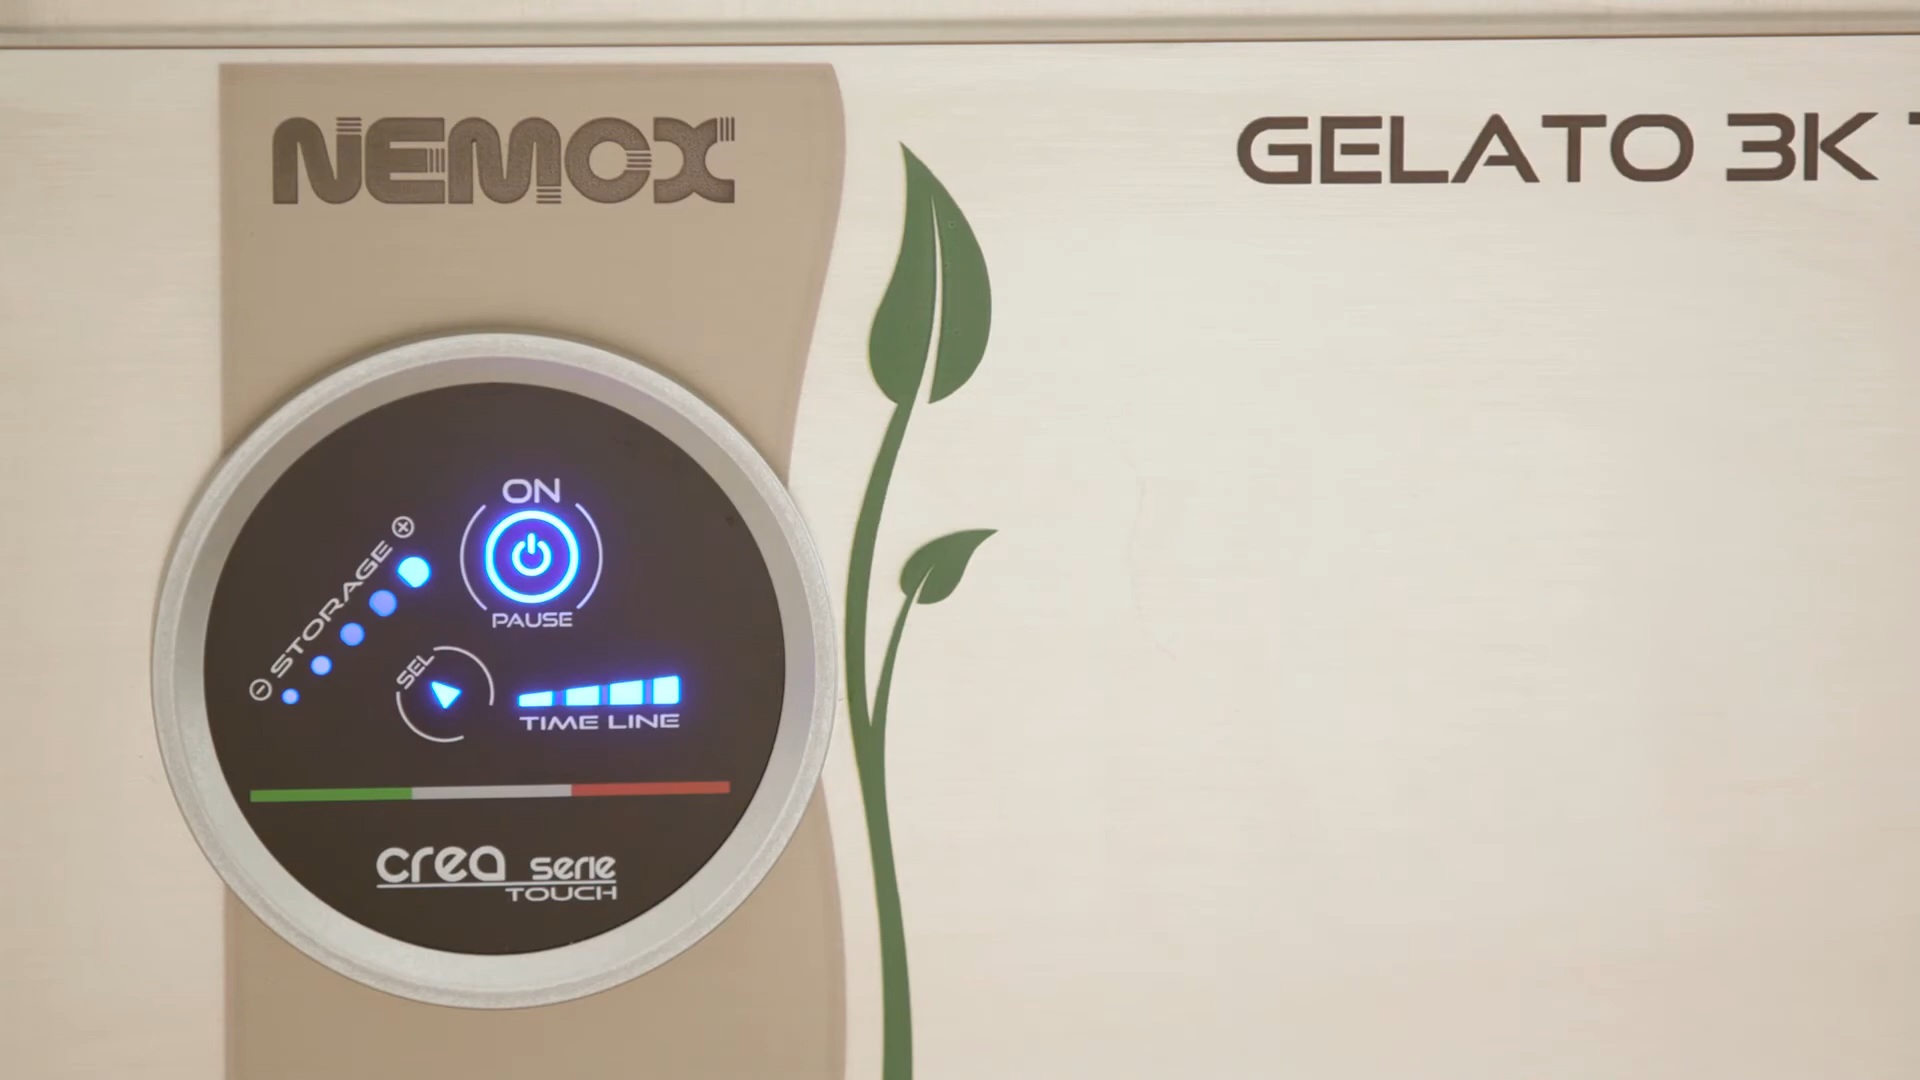 NEMOX
GELATO 3K
ON
PAUSE
STORAGE
SEL
TIME LINE
crea serie
TOUCH